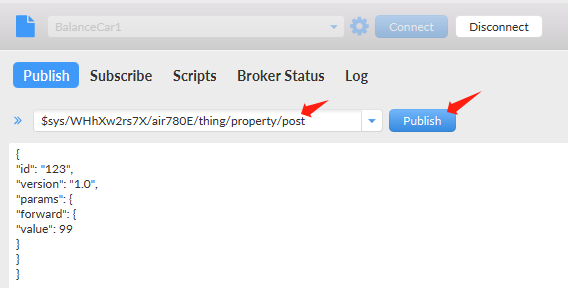 BalanceCar1
Connect
Disconnect
Publish
Subscribe
Scripts
Broker Status
Log
$sys/WHhXw2rs7X/air780E/thing/property/post
Publish
{
"id": "123",
"version": "1.0",
"params": {
"forward": {
"value": 99
}
}
}